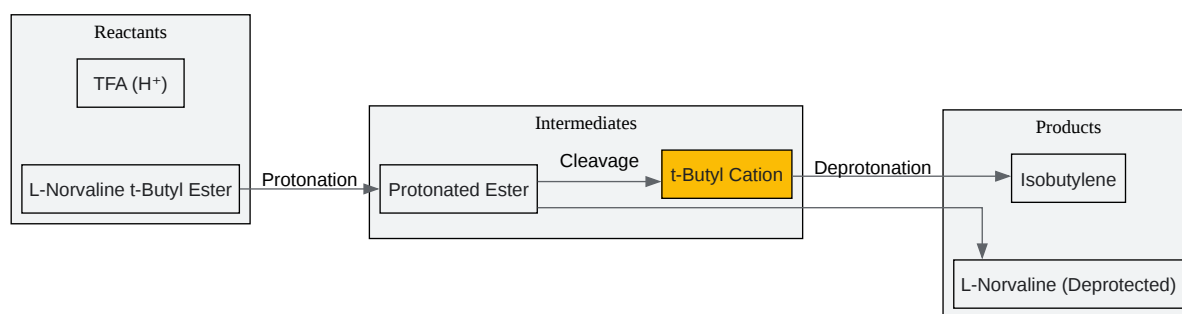 Reactants
TFA (H⁺)
L-Norvaline t-Butyl Ester
Protonation
Intermediates
Protonated Ester
Cleavage
t-Butyl Cation
Deprotonation
Products
Isobutylene
L-Norvaline (Deprotected)